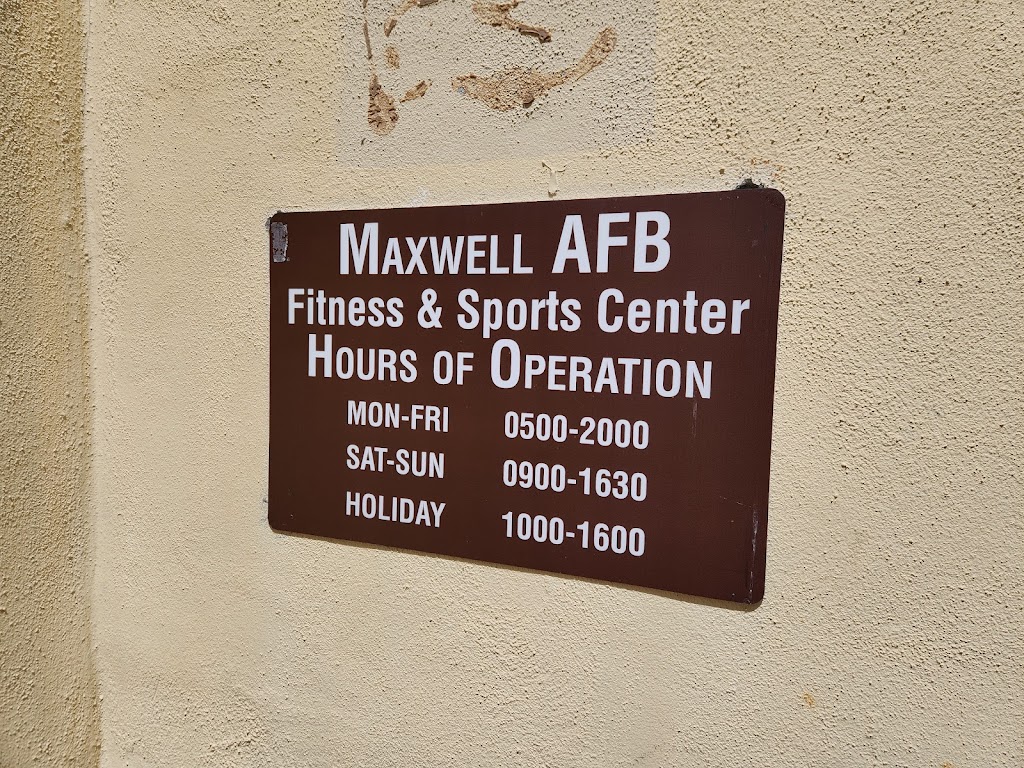 MAXWELL AFB
Fitness & Sports Center
HOURS OF OPERATION
MON-FRI 0500-2000
SAT-SUN 0900-1630
HOLIDAY 1000-1600